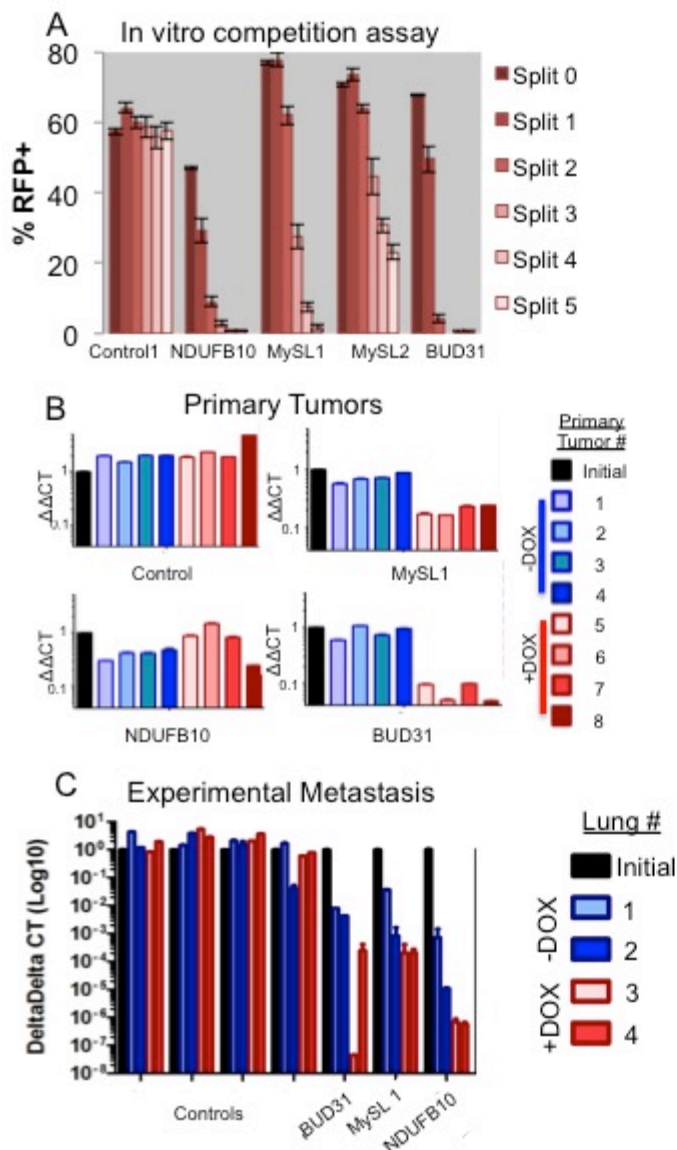 A
In vitro competition assay
80
60
40
20
0
% RFP+
Control1 NDUFB10 MySL1 MySL2 BUD31
Split 0
Split 1
Split 2
Split 3
Split 4
Split 5
B
Primary Tumors
ΔΔCT
1
0.1
Control
ΔΔCT
1
0.1
MySL1
ΔΔCT
1
0.1
NDUFB10
ΔΔCT
1
0.1
BUD31
Primary
Tumor #
Initial
-DOX
1
2
3
4
+DOX
5
6
7
8
C
Experimental Metastasis
DeltaDelta CT (Log10)
10¹
10⁰
10⁻¹
10⁻²
10⁻³
10⁻⁴
10⁻⁵
10⁻⁶
10⁻⁷
10⁻⁸
Controls
BUD31
MySL 1
NDUFB10
Lung #
Initial
-DOX
1
2
+DOX
3
4